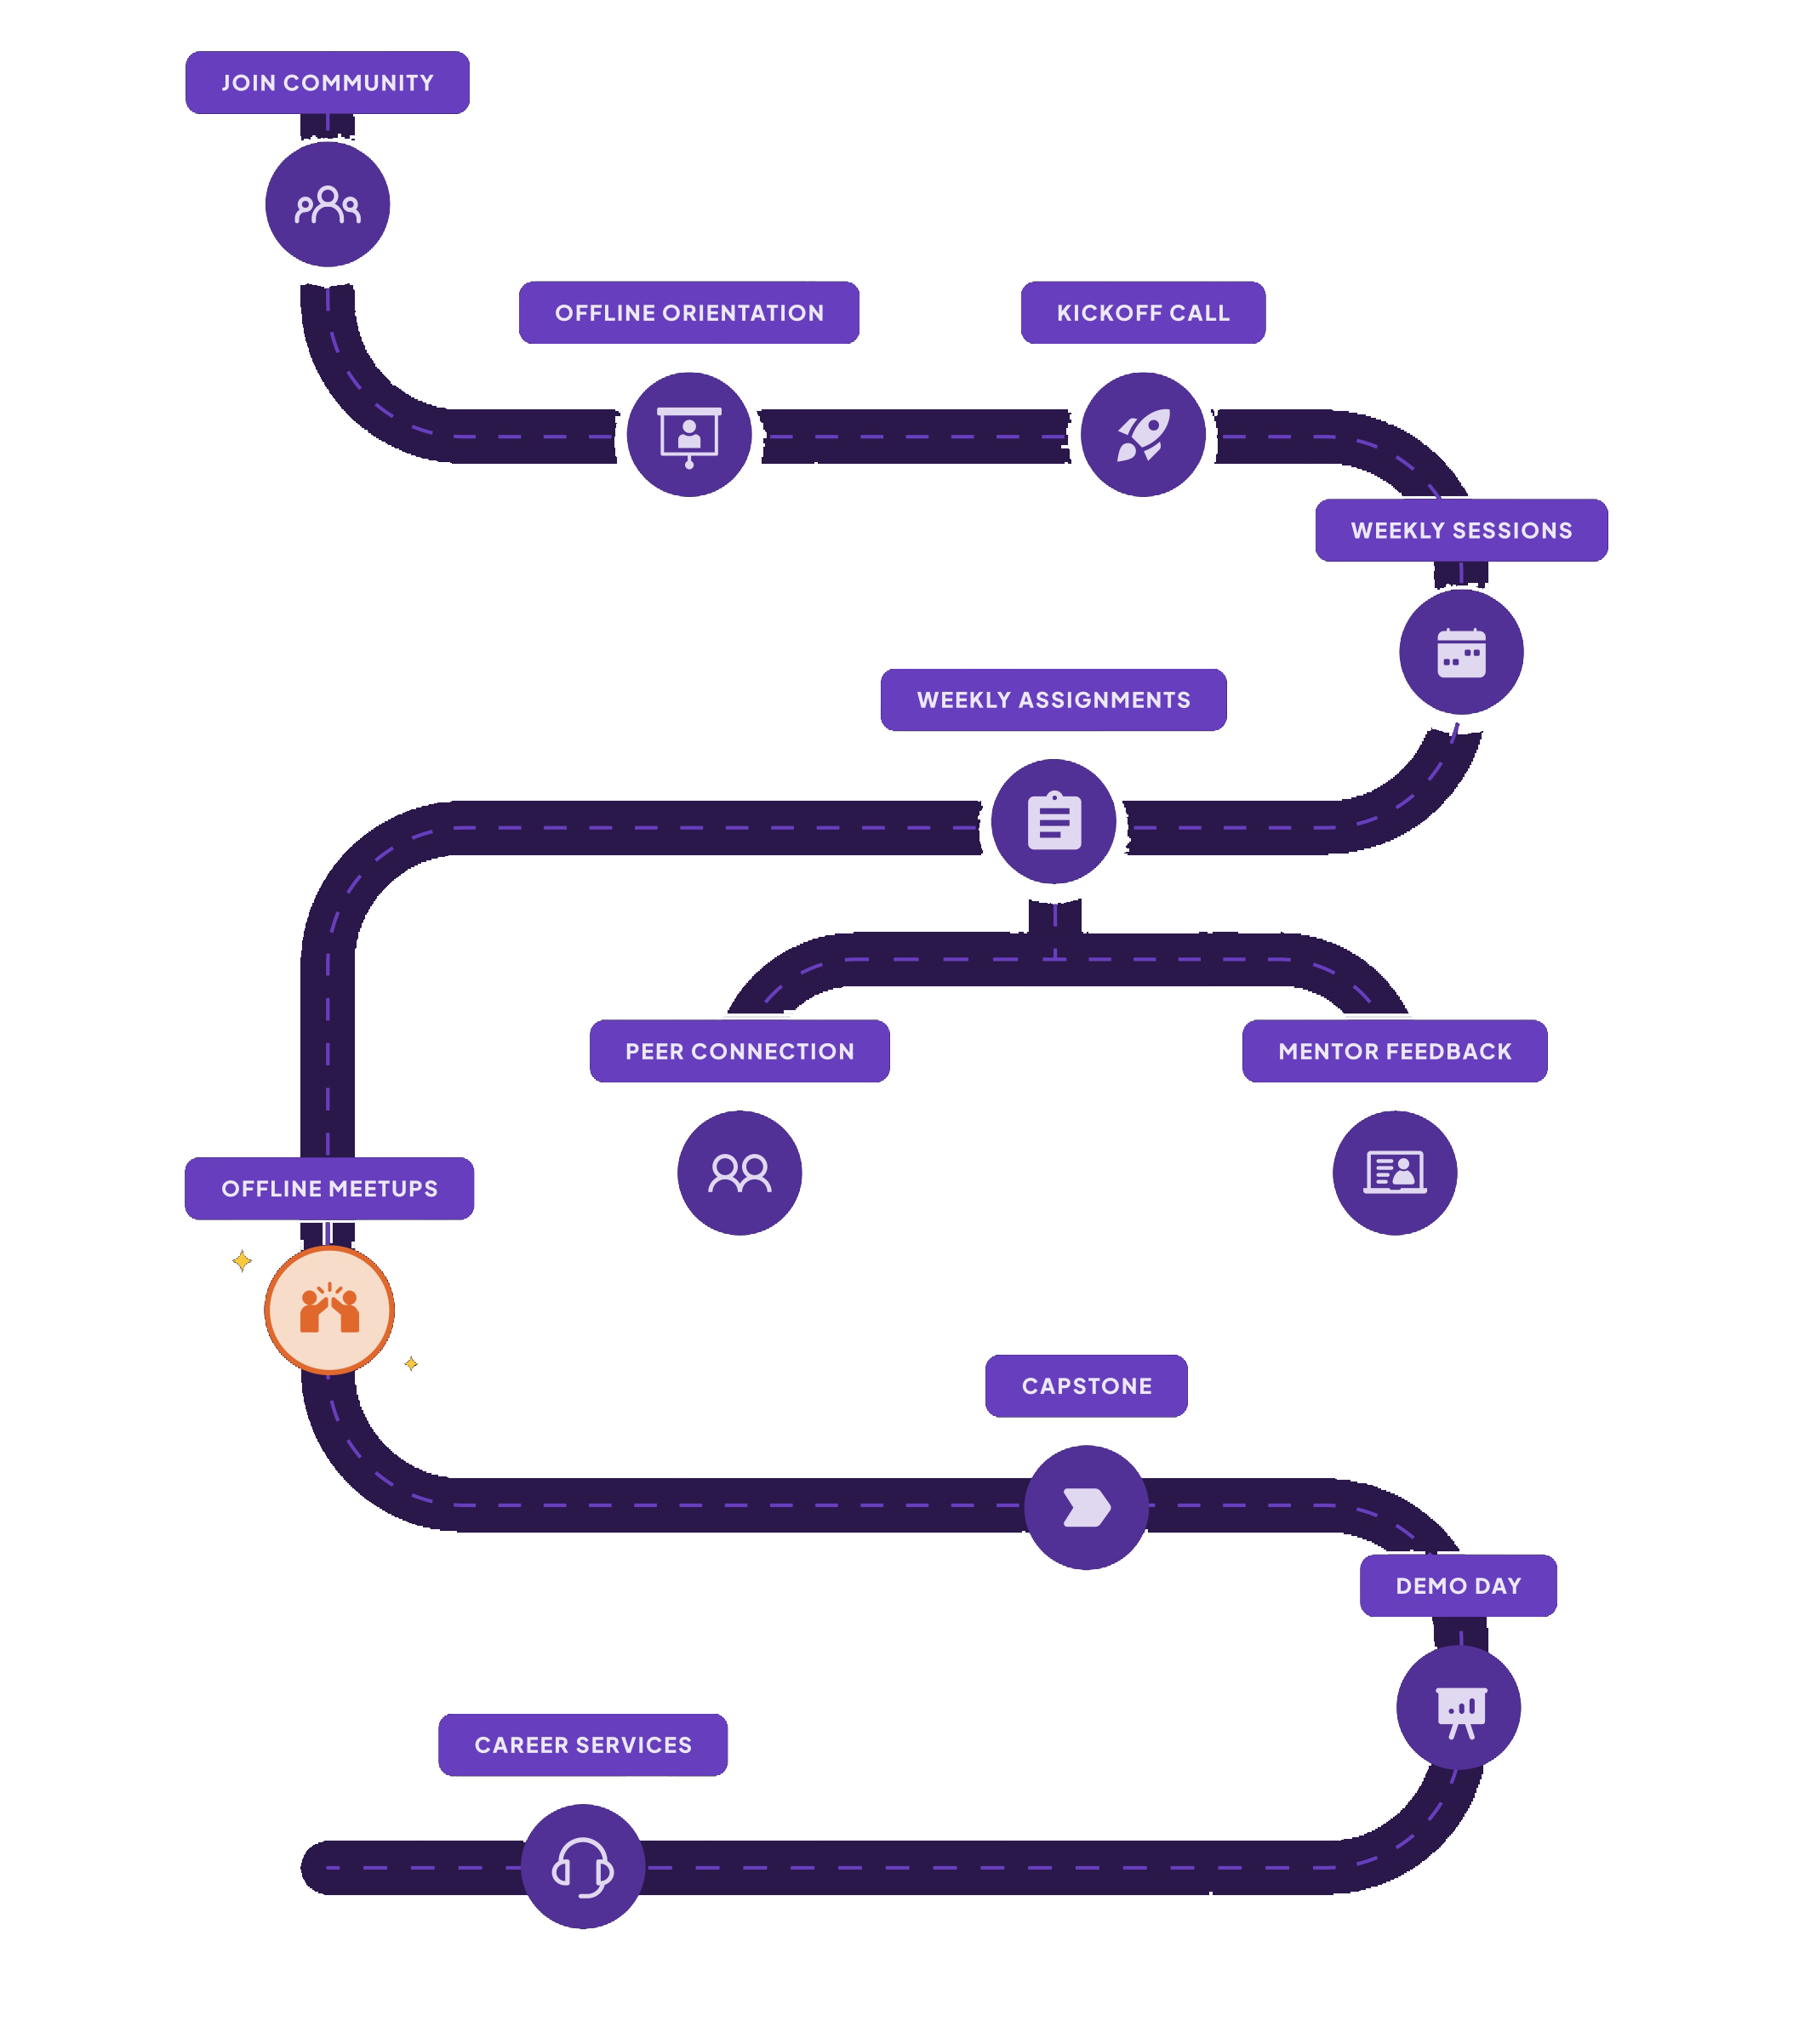 JOIN COMMUNITY
OFFLINE ORIENTATION
KICKOFF CALL
WEEKLY SESSIONS
WEEKLY ASSIGNMENTS
PEER CONNECTION
MENTOR FEEDBACK
OFFLINE MEETUPS
CAPSTONE
DEMO DAY
CAREER SERVICES